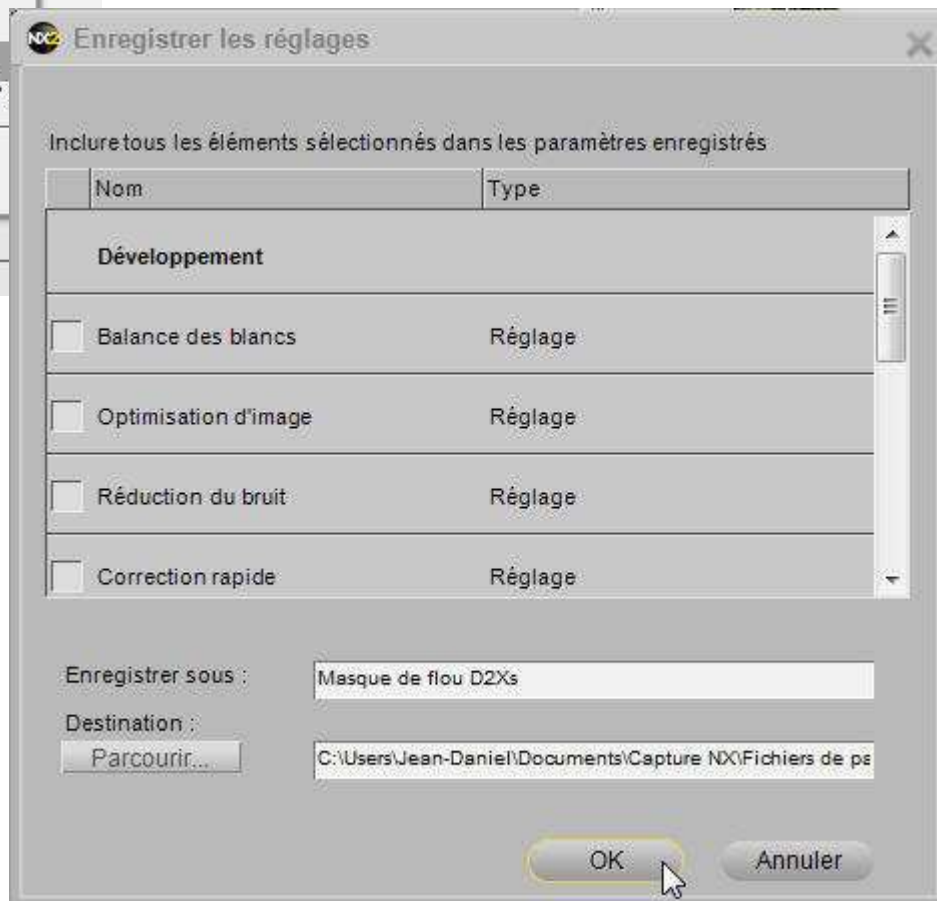 NX2 Enregistrer les réglages
Inclure tous les éléments sélectionnés dans les paramètres enregistrés
Nom Type
Développement
Balance des blancs Réglage
Optimisation d'image Réglage
Réduction du bruit Réglage
Correction rapide Réglage
Enregistrer sous : Masque de flou D2Xs
Destination :
Parcourir... C:\Users\Jean-Daniel\Documents\Capture NX\Fichiers de pa
OK Annuler